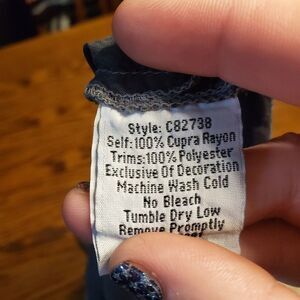 Style: C82738
Self:100% Cupra Rayon
Trims:100% Polyester
Exclusive Of Decoration
Machine Wash Cold
No Bleach
Tumble Dry Low
Remove Promptly